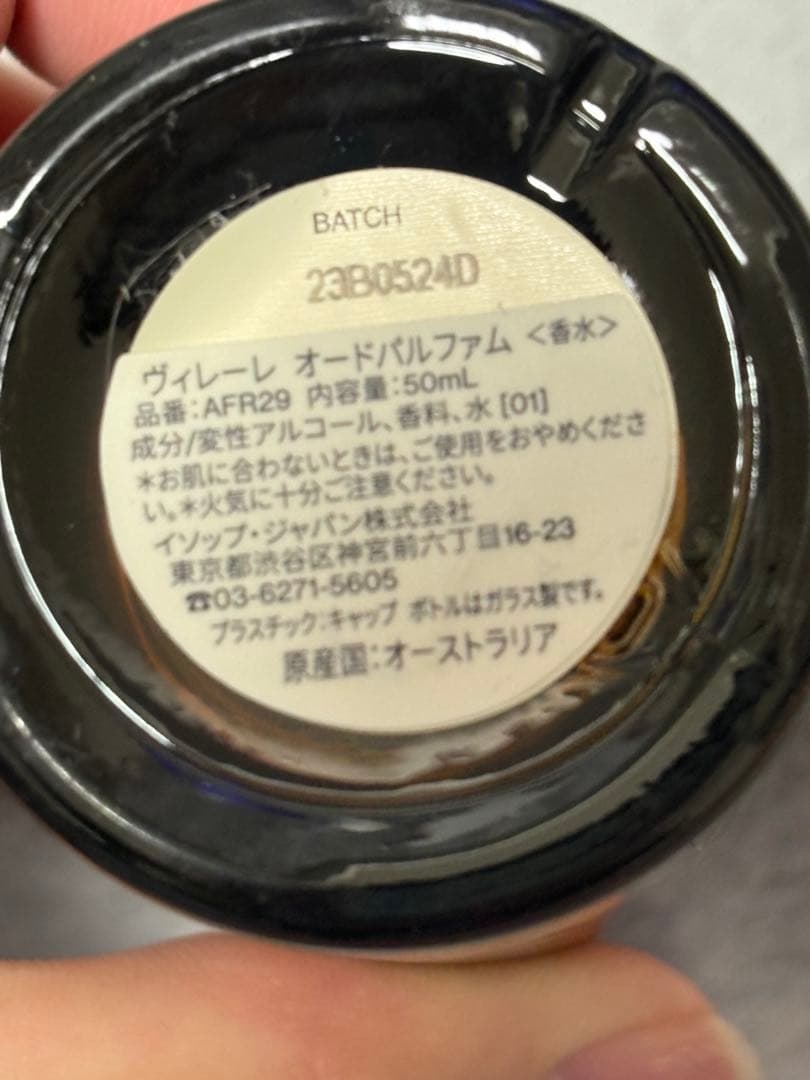 BATCH
23B0524D
ヴィレーレ オードパルファム <香水>
品番:AFR29 内容量:50mL
成分/変性アルコール、香料、水 [01]
*お肌に合わないときは、ご使用をおやめくださ
い。*火気に十分ご注意ください。
イソップ・ジャパン株式会社
東京都渋谷区神宮前六丁目16-23
☎03-6271-5605
プラスチック:キャップ ボトルはガラス製です。
原産国:オーストラリア